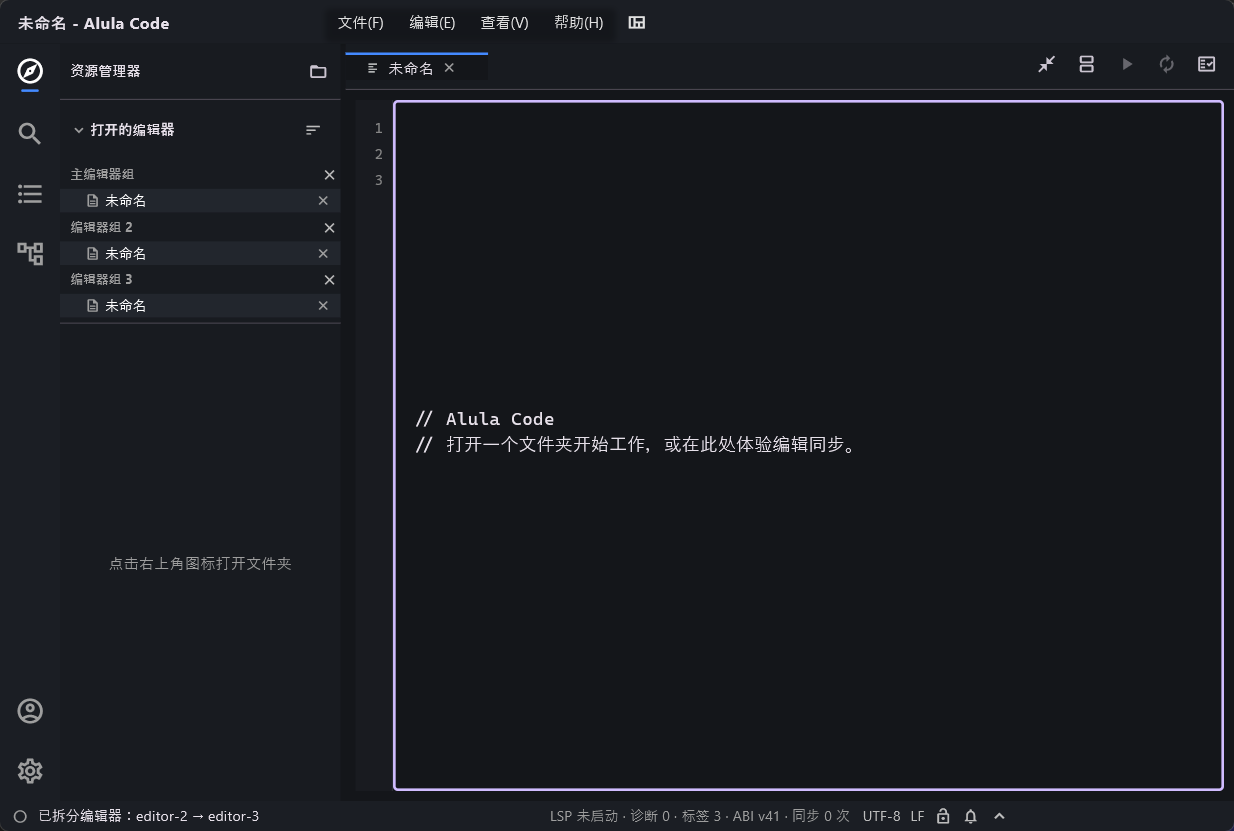 未命名 - Alula Code
文件(F) 编辑(E) 查看(V) 帮助(H)
资源管理器
未命名
打开的编辑器
主编辑器组
未命名
编辑器组 2
未命名
编辑器组 3
未命名
点击右上角图标打开文件夹
1
2
3
// Alula Code
// 打开一个文件夹开始工作，或在此处体验编辑同步。
已拆分编辑器：editor-2 → editor-3
LSP 未启动 · 诊断 0 · 标签 3 · ABI v41 · 同步 0 次 UTF-8 LF